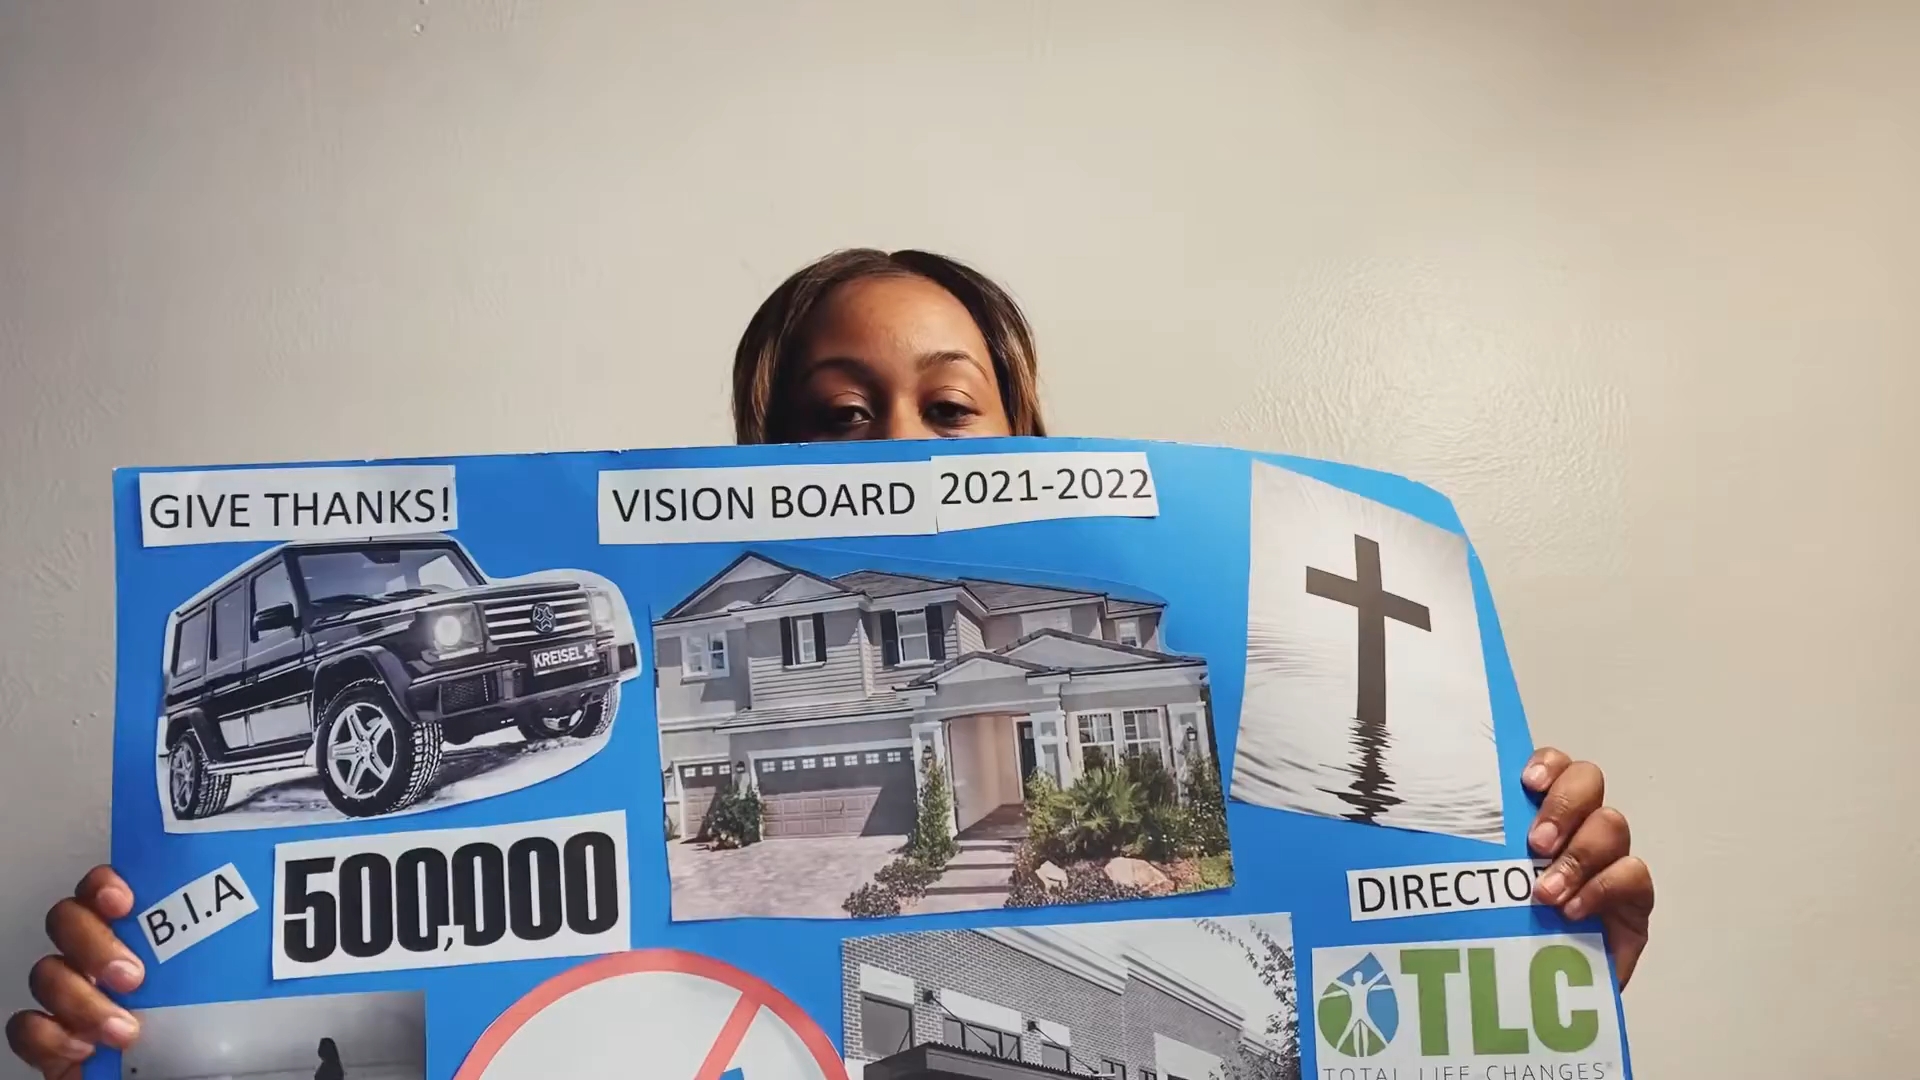 GIVE THANKS!
VISION BOARD 2021-2022
KREISEL
B.I.A
500,000
DIRECTO
TLC
TOTAL LIFE CHANGES